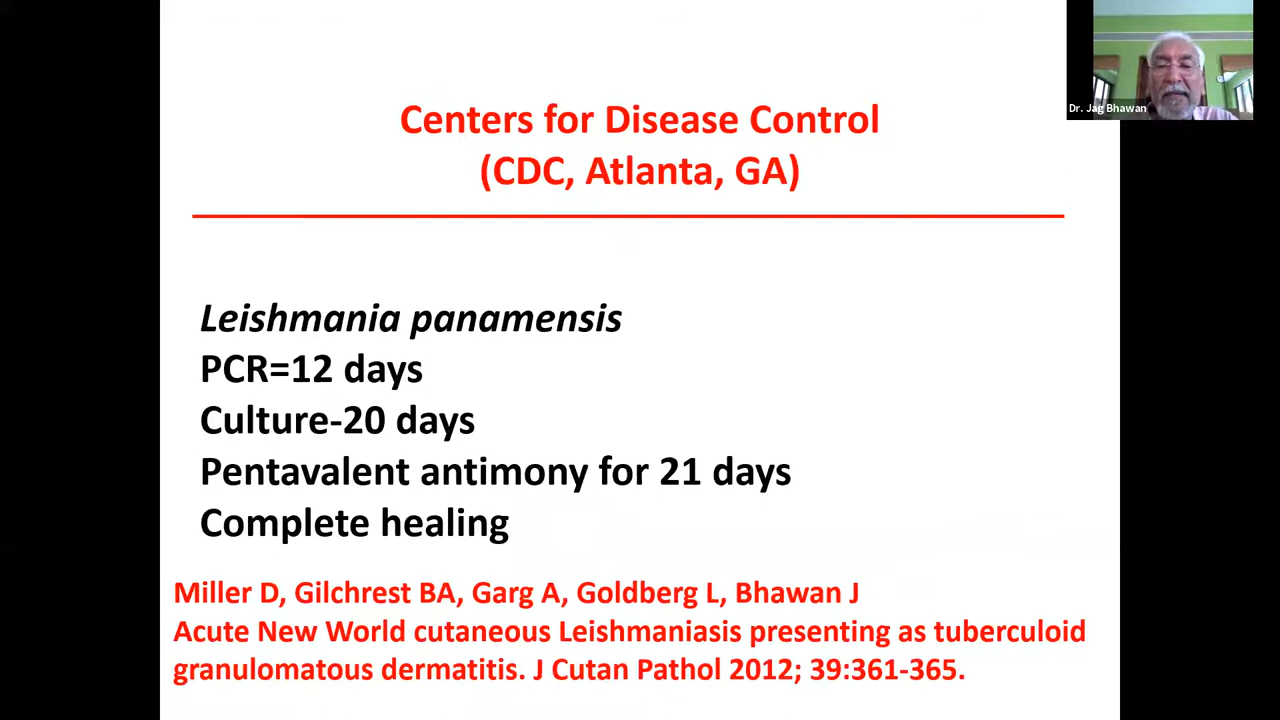 Centers for Disease Control
(CDC, Atlanta, GA)
Dr. Jag Bhawan
Leishmania panamensis
PCR=12 days
Culture-20 days
Pentavalent antimony for 21 days
Complete healing
Miller D, Gilchrest BA, Garg A, Goldberg L, Bhawan J
Acute New World cutaneous Leishmaniasis presenting as tuberculoid
granulomatous dermatitis. J Cutan Pathol 2012; 39:361-365.